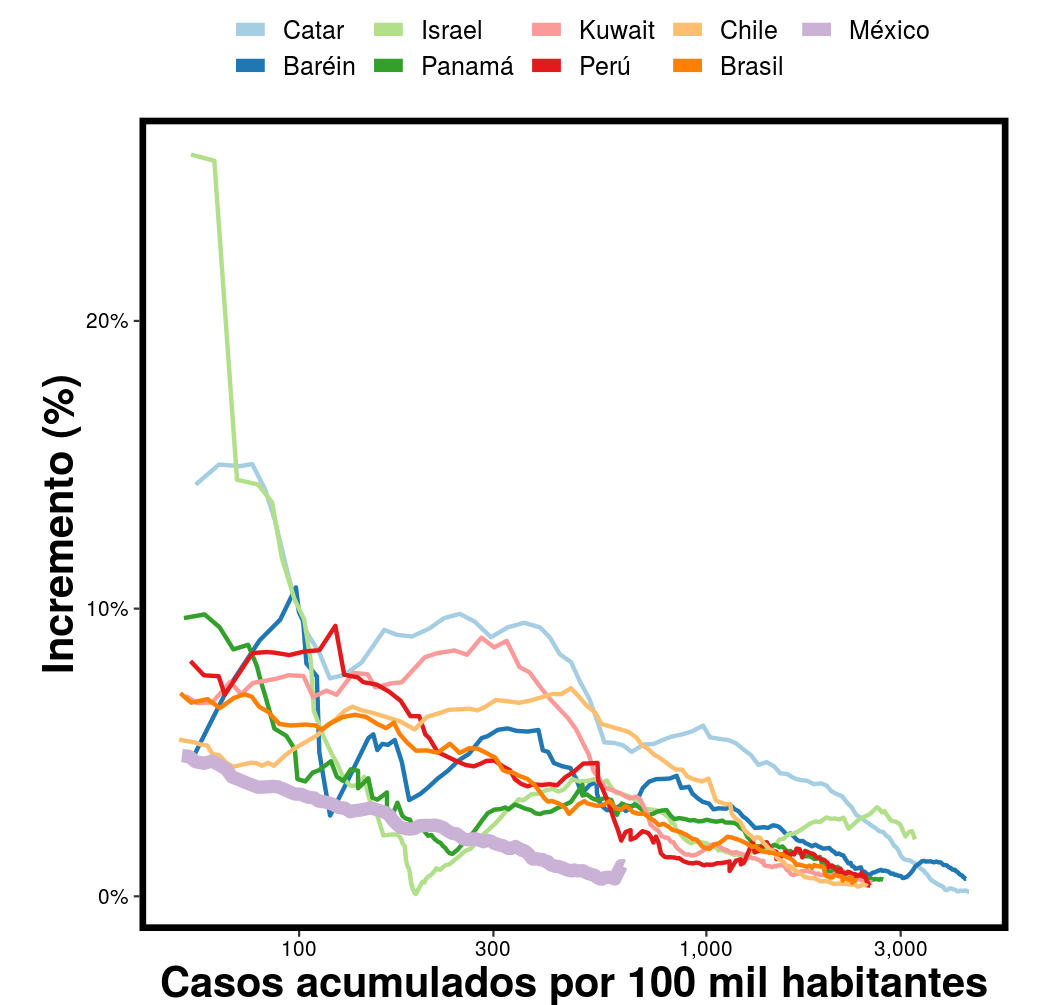 Catar Israel Kuwait Chile México
Baréin Panamá Perú Brasil
Incremento (%)
20%
10%
0%
100 300 1,000 3,000
Casos acumulados por 100 mil habitantes